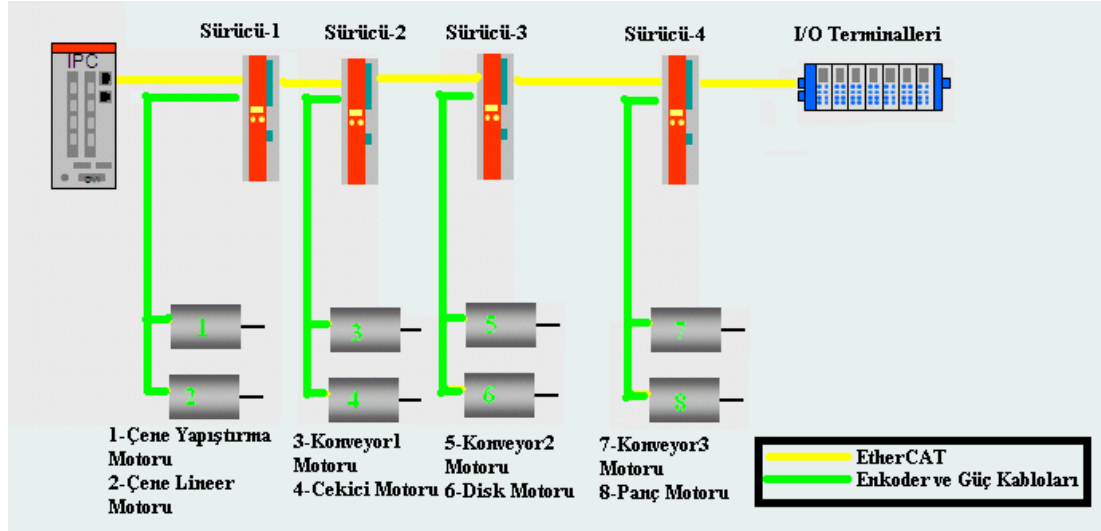 Sürücü-1 Sürücü-2 Sürücü-3 Sürücü-4 I/O Terminalleri
IPC
1 3 5 7
2 4 6 8
1-Çene Yapıştırma
Motoru
2-Çene Lineer
Motoru
3-Konveyor1
Motoru
4-Cekici Motoru
5-Konveyor2
Motoru
6-Disk Motoru
7-Konveyor3
Motoru
8-Panç Motoru
EtherCAT
Enkoder ve Güç Kabloları